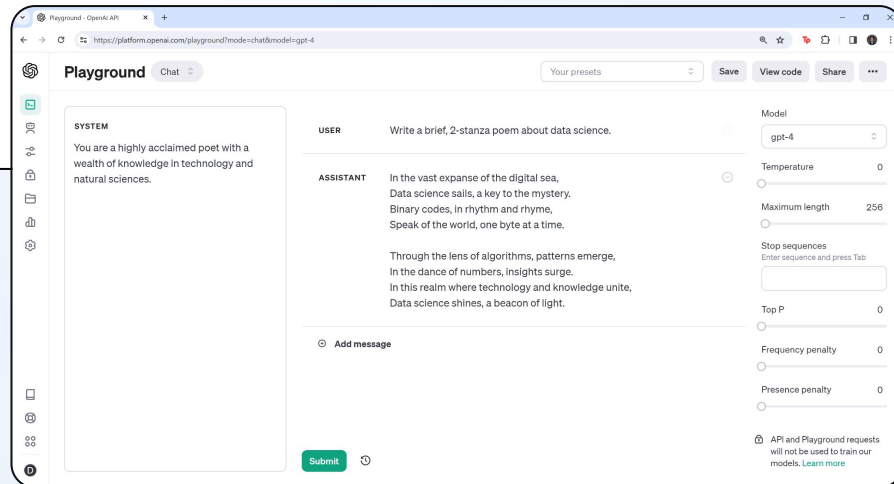 Playground - OpenAI API
https://platform.openai.com/playground?mode=chat&model=gpt-4
Playground
Chat
Your presets
Save
View code
Share
SYSTEM
You are a highly acclaimed poet with a
wealth of knowledge in technology and
natural sciences.
USER
Write a brief, 2-stanza poem about data science.
ASSISTANT
In the vast expanse of the digital sea,
Data science sails, a key to the mystery.
Binary codes, in rhythm and rhyme,
Speak of the world, one byte at a time.
Through the lens of algorithms, patterns emerge,
In the dance of numbers, insights surge.
In this realm where technology and knowledge unite,
Data science shines, a beacon of light.
Add message
Submit
Model
gpt-4
Temperature 0
Maximum length 256
Stop sequences
Enter sequence and press Tab
Top P 0
Frequency penalty 0
Presence penalty 0
API and Playground requests
will not be used to train our
models. Learn more
D